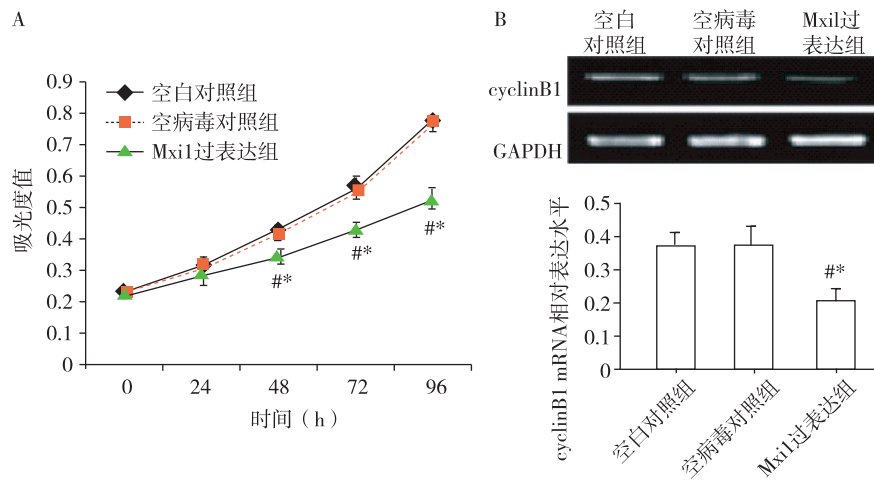 A
0.9
0.8
0.7
0.6
0.5
0.4
0.3
0.2
0.1
0
吸光度值
空白对照组
空病毒对照组
Mxi1过表达组
#*
#*
#*
0 24 48 72 96
时间（h）
B
空白
对照组
空病毒
对照组
Mxil过
表达组
cyclinB1
GAPDH
cyclinB1 mRNA相对表达水平
0.5
0.4
0.3
0.2
0.1
0
#*
空白对照组
空病毒对照组
Mxi1过表达组